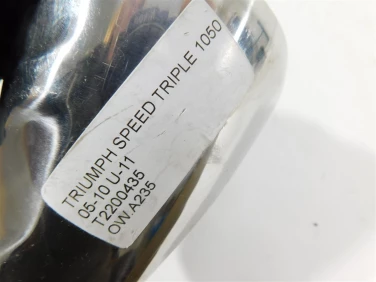 TRIUMPH SPEED TRIPLE 1050
05-10 U-11
T2200435
OW.A235